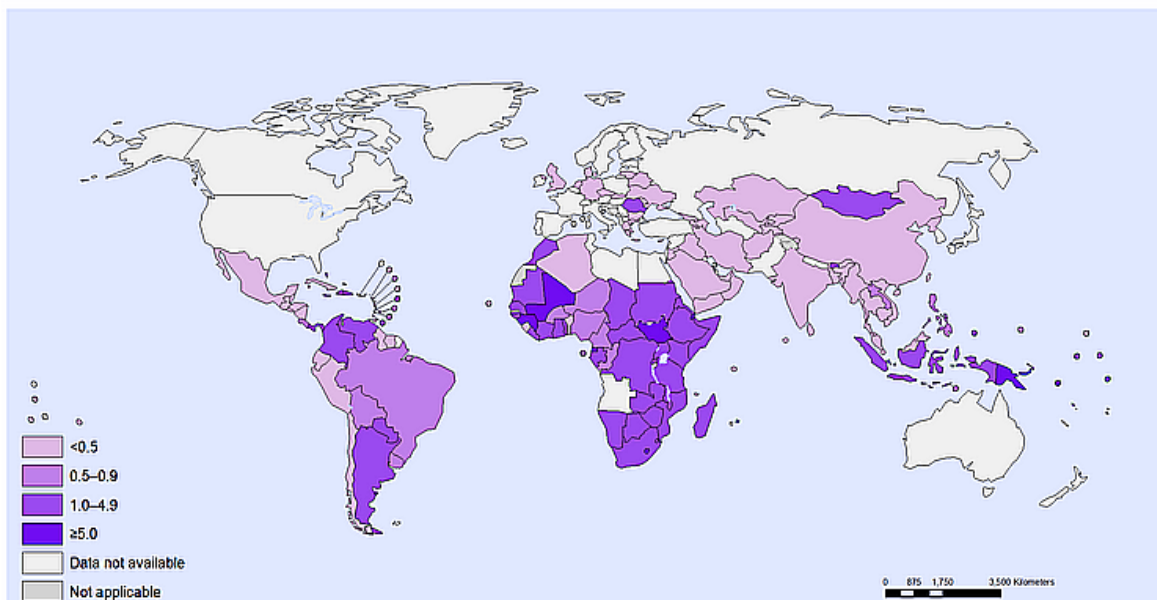 <0.5
0.5–0.9
1.0–4.9
≥5.0
Data not available
Not applicable
0 875 1,750 3,500 Kilometers